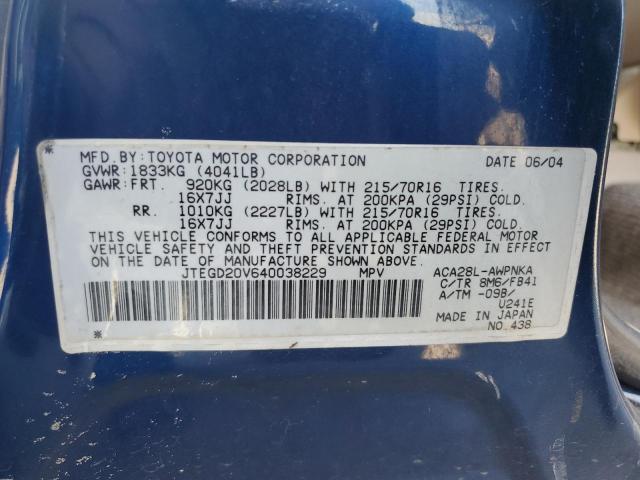 MFD. BY: TOYOTA MOTOR CORPORATION DATE 06/04
GVWR: 1833KG (4041LB)
GAWR: FRT. 920KG (2028LB) WITH 215/70R16 TIRES.
16X7JJ RIMS. AT 200KPA (29PSI) COLD.
RR. 1010KG (2227LB) WITH 215/70R16 TIRES.
16X7JJ RIMS. AT 200KPA (29PSI) COLD.
THIS VEHICLE CONFORMS TO ALL APPLICABLE FEDERAL MOTOR
VEHICLE SAFETY AND THEFT PREVENTION STANDARDS IN EFFECT
ON THE DATE OF MANUFACTURE SHOWN ABOVE.
JTEGD20V640038229 MPV ACA28L-AWPNKA
C/TR 8M6/FB41
A/TM -09B/
U241E
MADE IN JAPAN
NO.438